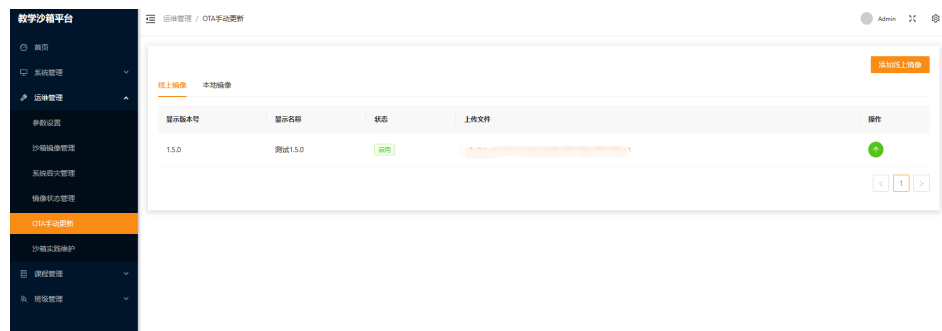 教学沙箱平台
运维管理 / OTA手动更新
Admin
首页
系统管理
运维管理
参数设置
沙箱镜像管理
系统容灾管理
镜像状态管理
OTA手动更新
沙箱实践维护
课程管理
班级管理
添加线上镜像
线上镜像 本地镜像
显示版本号 显示名称 状态 上传文件 操作
1.5.0 测试1.5.0 启用
< 1 >